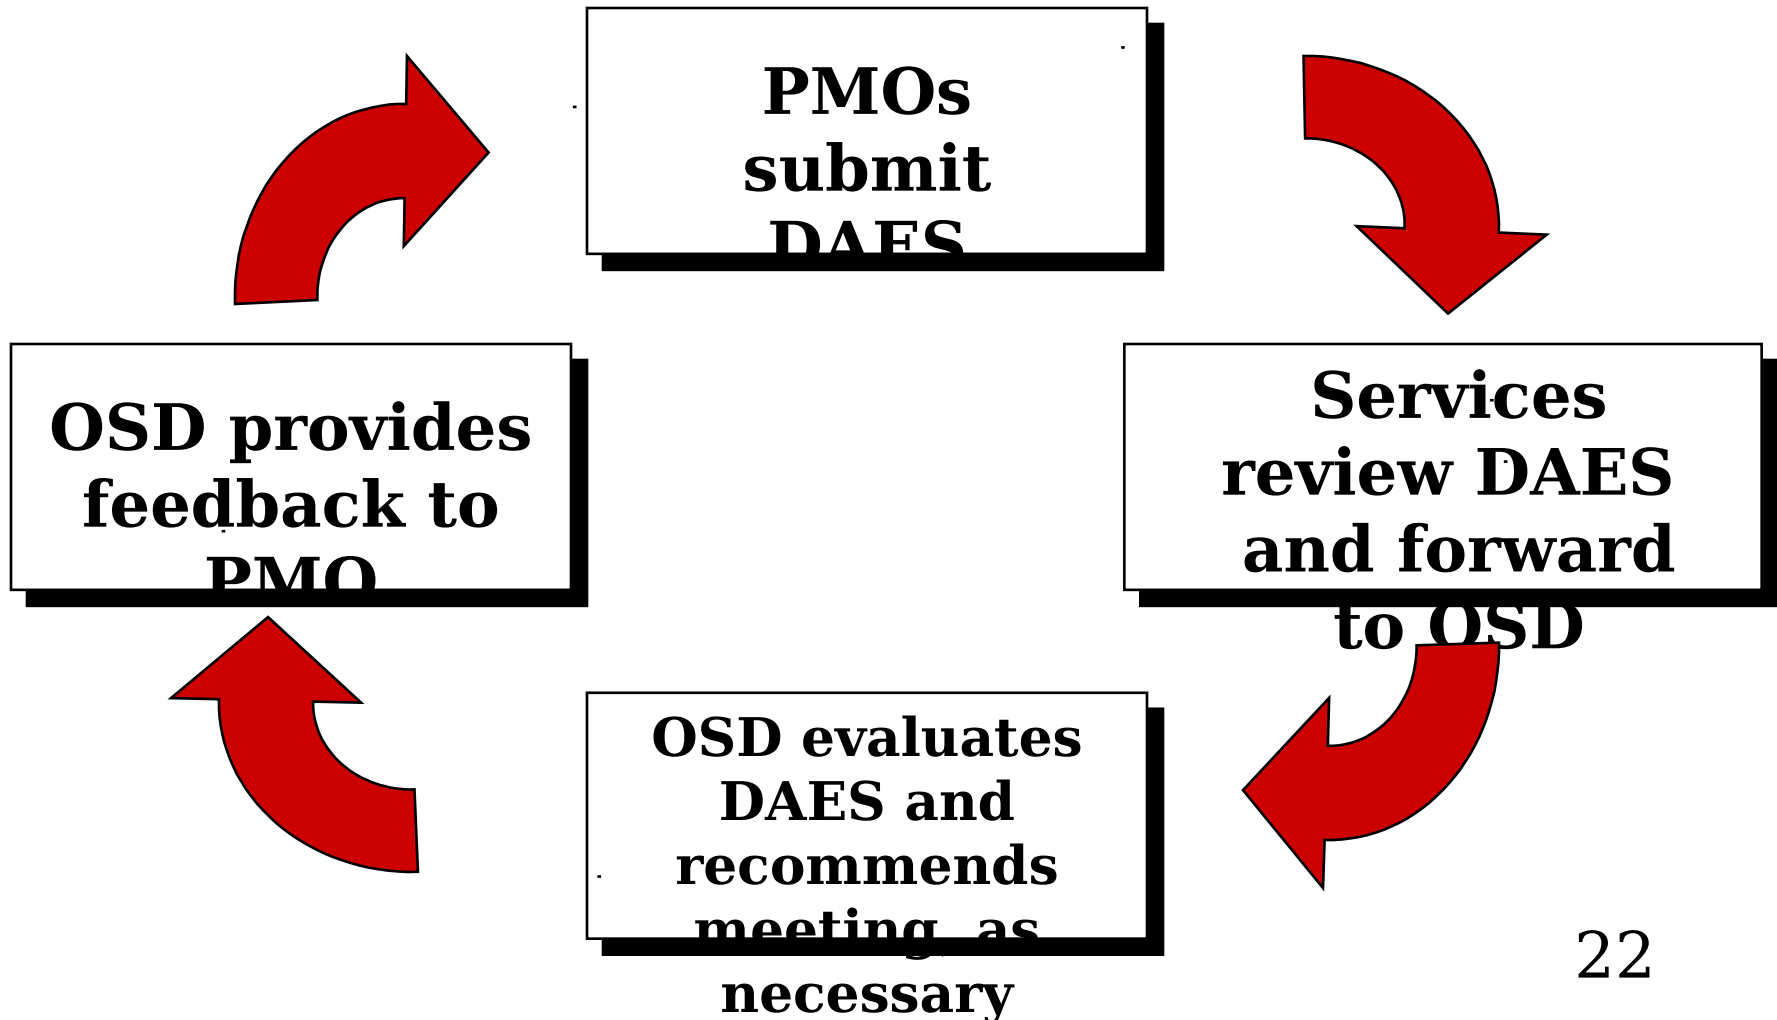 PMOs
submit
DAES
Services
review DAES
and forward
to OSD
OSD evaluates
DAES and
recommends
meeting, as
necessary
OSD provides
feedback to
PMO
22